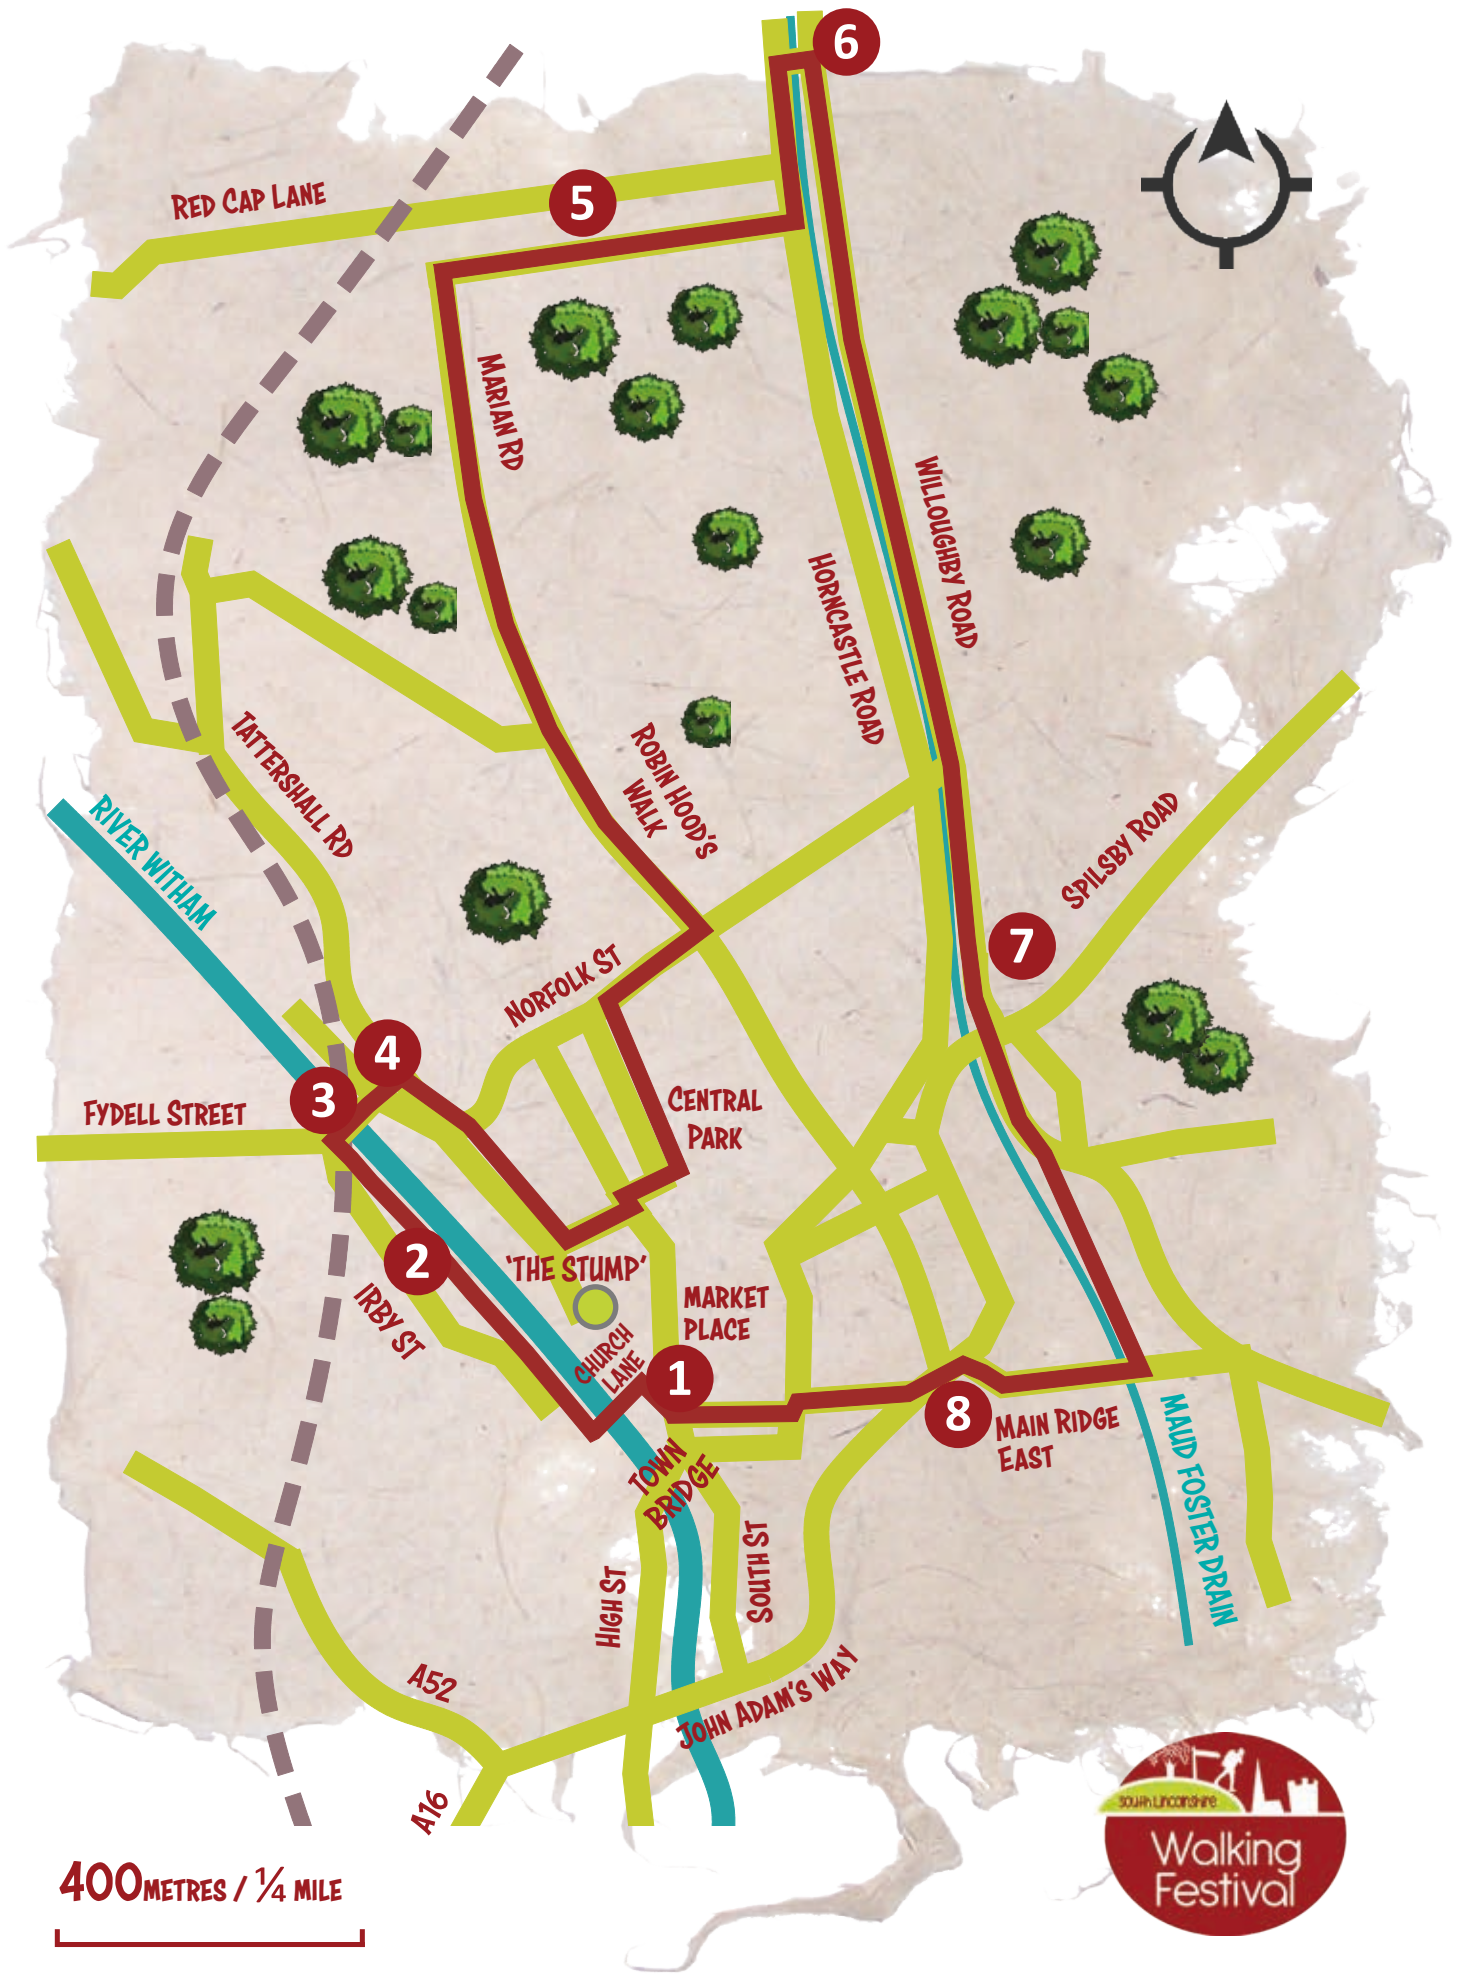 6
RED CAP LANE
5
MARIAN RD
WILLOUGHBY ROAD
HORNCASTLE ROAD
ROBIN HOOD'S
WALK
TATTERSHALL RD
RIVER WITHAM
SPILSBY ROAD
7
NORFOLK ST
4
3
FYDELL STREET
CENTRAL
PARK
2
'THE STUMP'
IRBY ST
MARKET
PLACE
CHURCH
LANE
1
8
MAIN RIDGE
EAST
MAUD FOSTER DRAIN
TOWN
BRIDGE
HIGH ST
SOUTH ST
A52
JOHN ADAM'S WAY
A16
400 METRES / ¼ MILE
South Lincolnshire
Walking
Festival